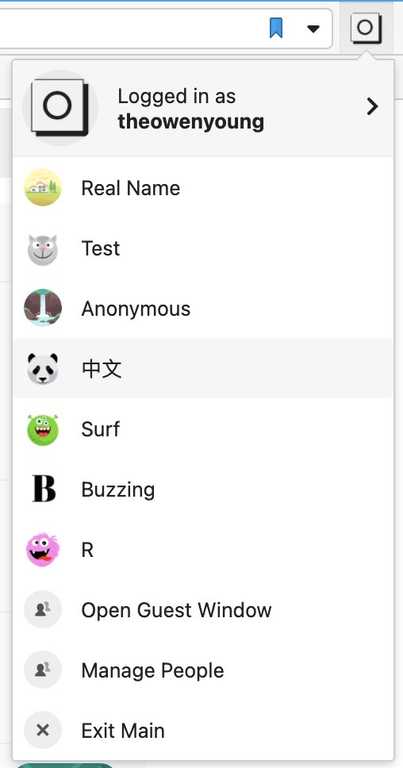 Logged in as
theowenyoung
Real Name
Test
Anonymous
中文
Surf
B Buzzing
R
Open Guest Window
Manage People
Exit Main